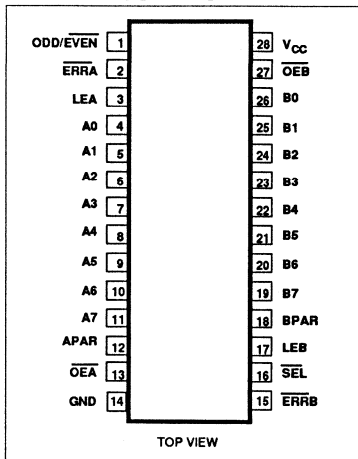 ODD/EVEN 1 28 VCC
ERRA 2 27 OEB
LEA 3 26 B0
A0 4 25 B1
A1 5 24 B2
A2 6 23 B3
A3 7 22 B4
A4 8 21 B5
A5 9 20 B6
A6 10 19 B7
A7 11 18 BPAR
APAR 12 17 LEB
OEA 13 16 SEL
GND 14 15 ERRB
TOP VIEW